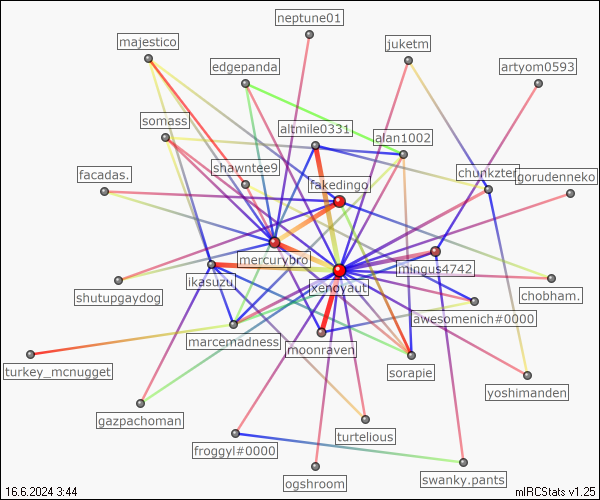 neptune01
majestico
juketm
edgepanda
artyom0593
somass
altmile0331
alan1002
facadas.
shawntee9
chunkzter
gorudenneko
fakedingo
mercurybro
mingus4742
ikasuzu
xenoyaut
chobham.
shutupgaydog
awesomenich#0000
marcemadness
moonraven
turkey_mcnugget
sorapie
yoshimanden
gazpachoman
turtelious
froggyl#0000
ogshroom
swanky.pants
16.6.2024 3:44
mIRCStats v1.25